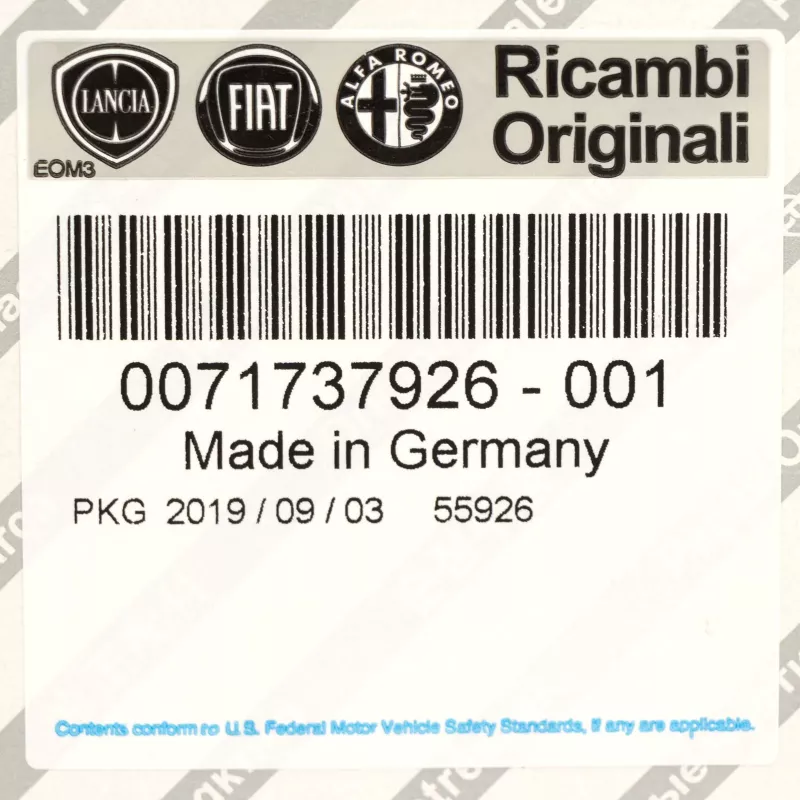 LANCIA
FIAT
ALFA ROMEO
Ricambi
Originali
EOM3
0071737926 - 001
Made in Germany
PKG 2019 / 09 / 03 55926
Contents conform to U.S. Federal Motor Vehicle Safety Standards, if any are applicable.